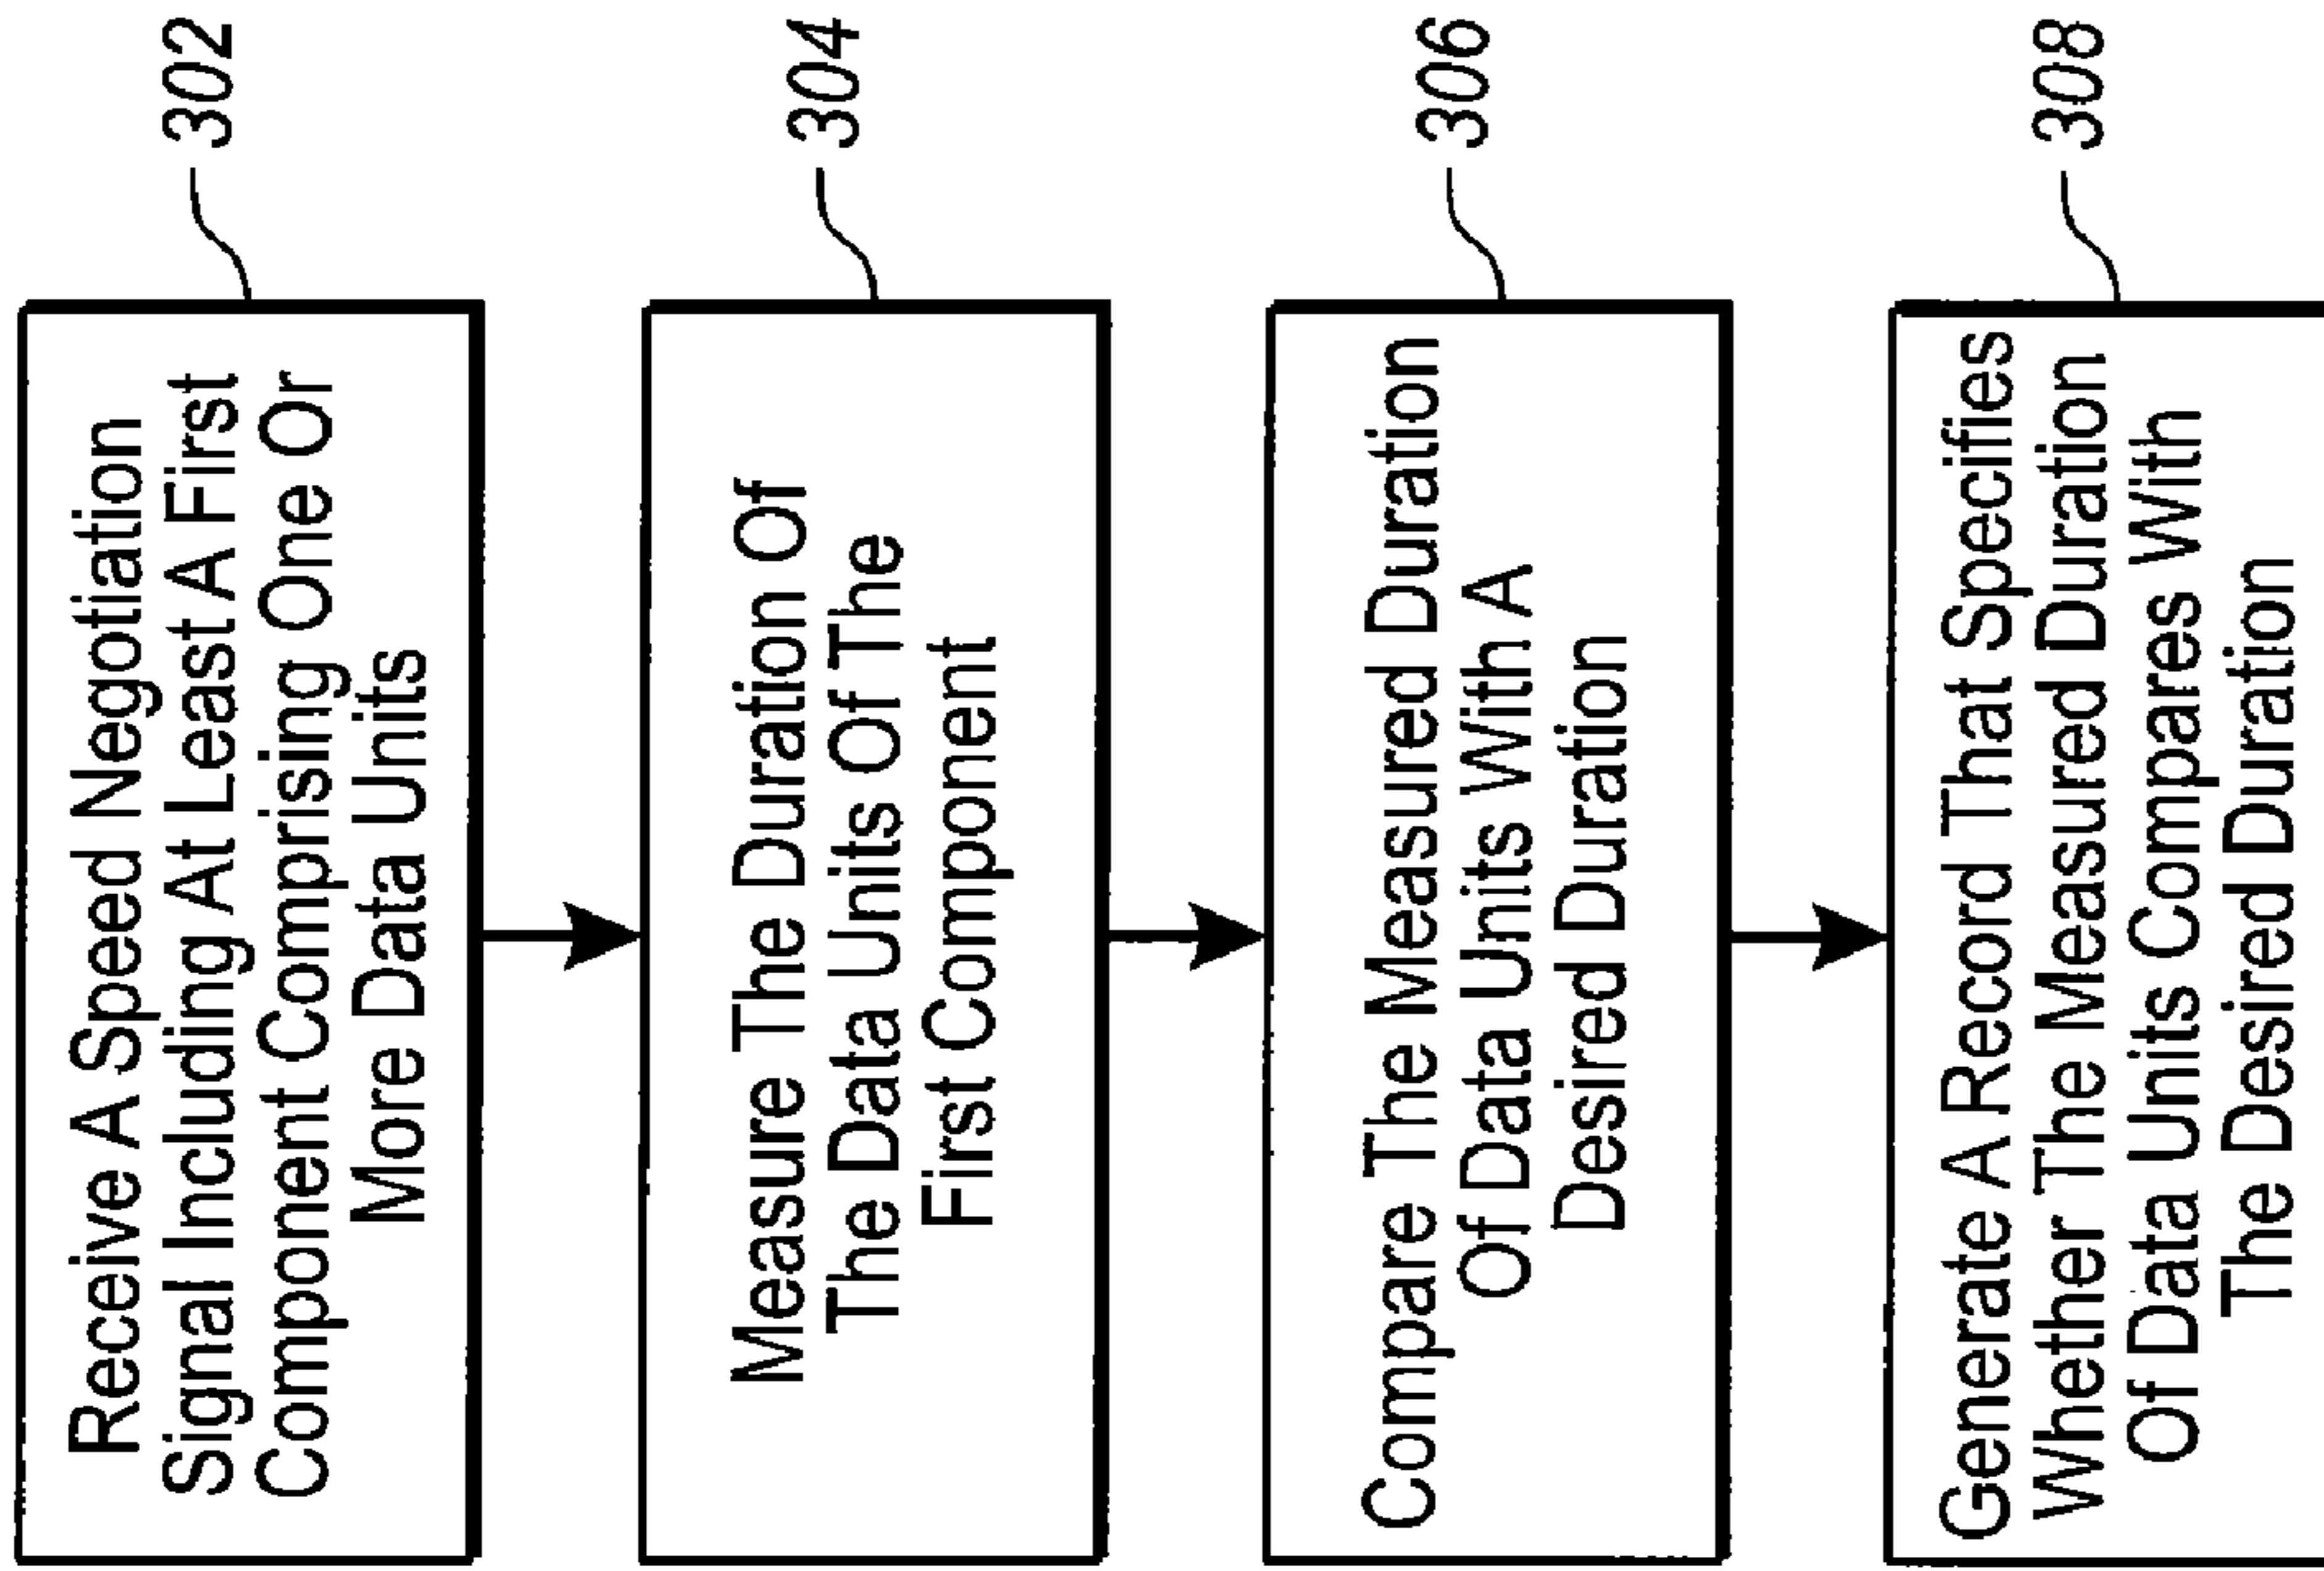 Receive A Speed Negotiation
Signal Including At Least A First
Component Comprising One Or
More Data Units
302
Measure The Duration Of
The Data Units Of The
First Component
304
Compare The Measured Duration
Of Data Units With A
Desired Duration
306
Generate A Record That Specifies
Whether The Measured Duration
Of Data Units Compares With
The Desired Duration
308